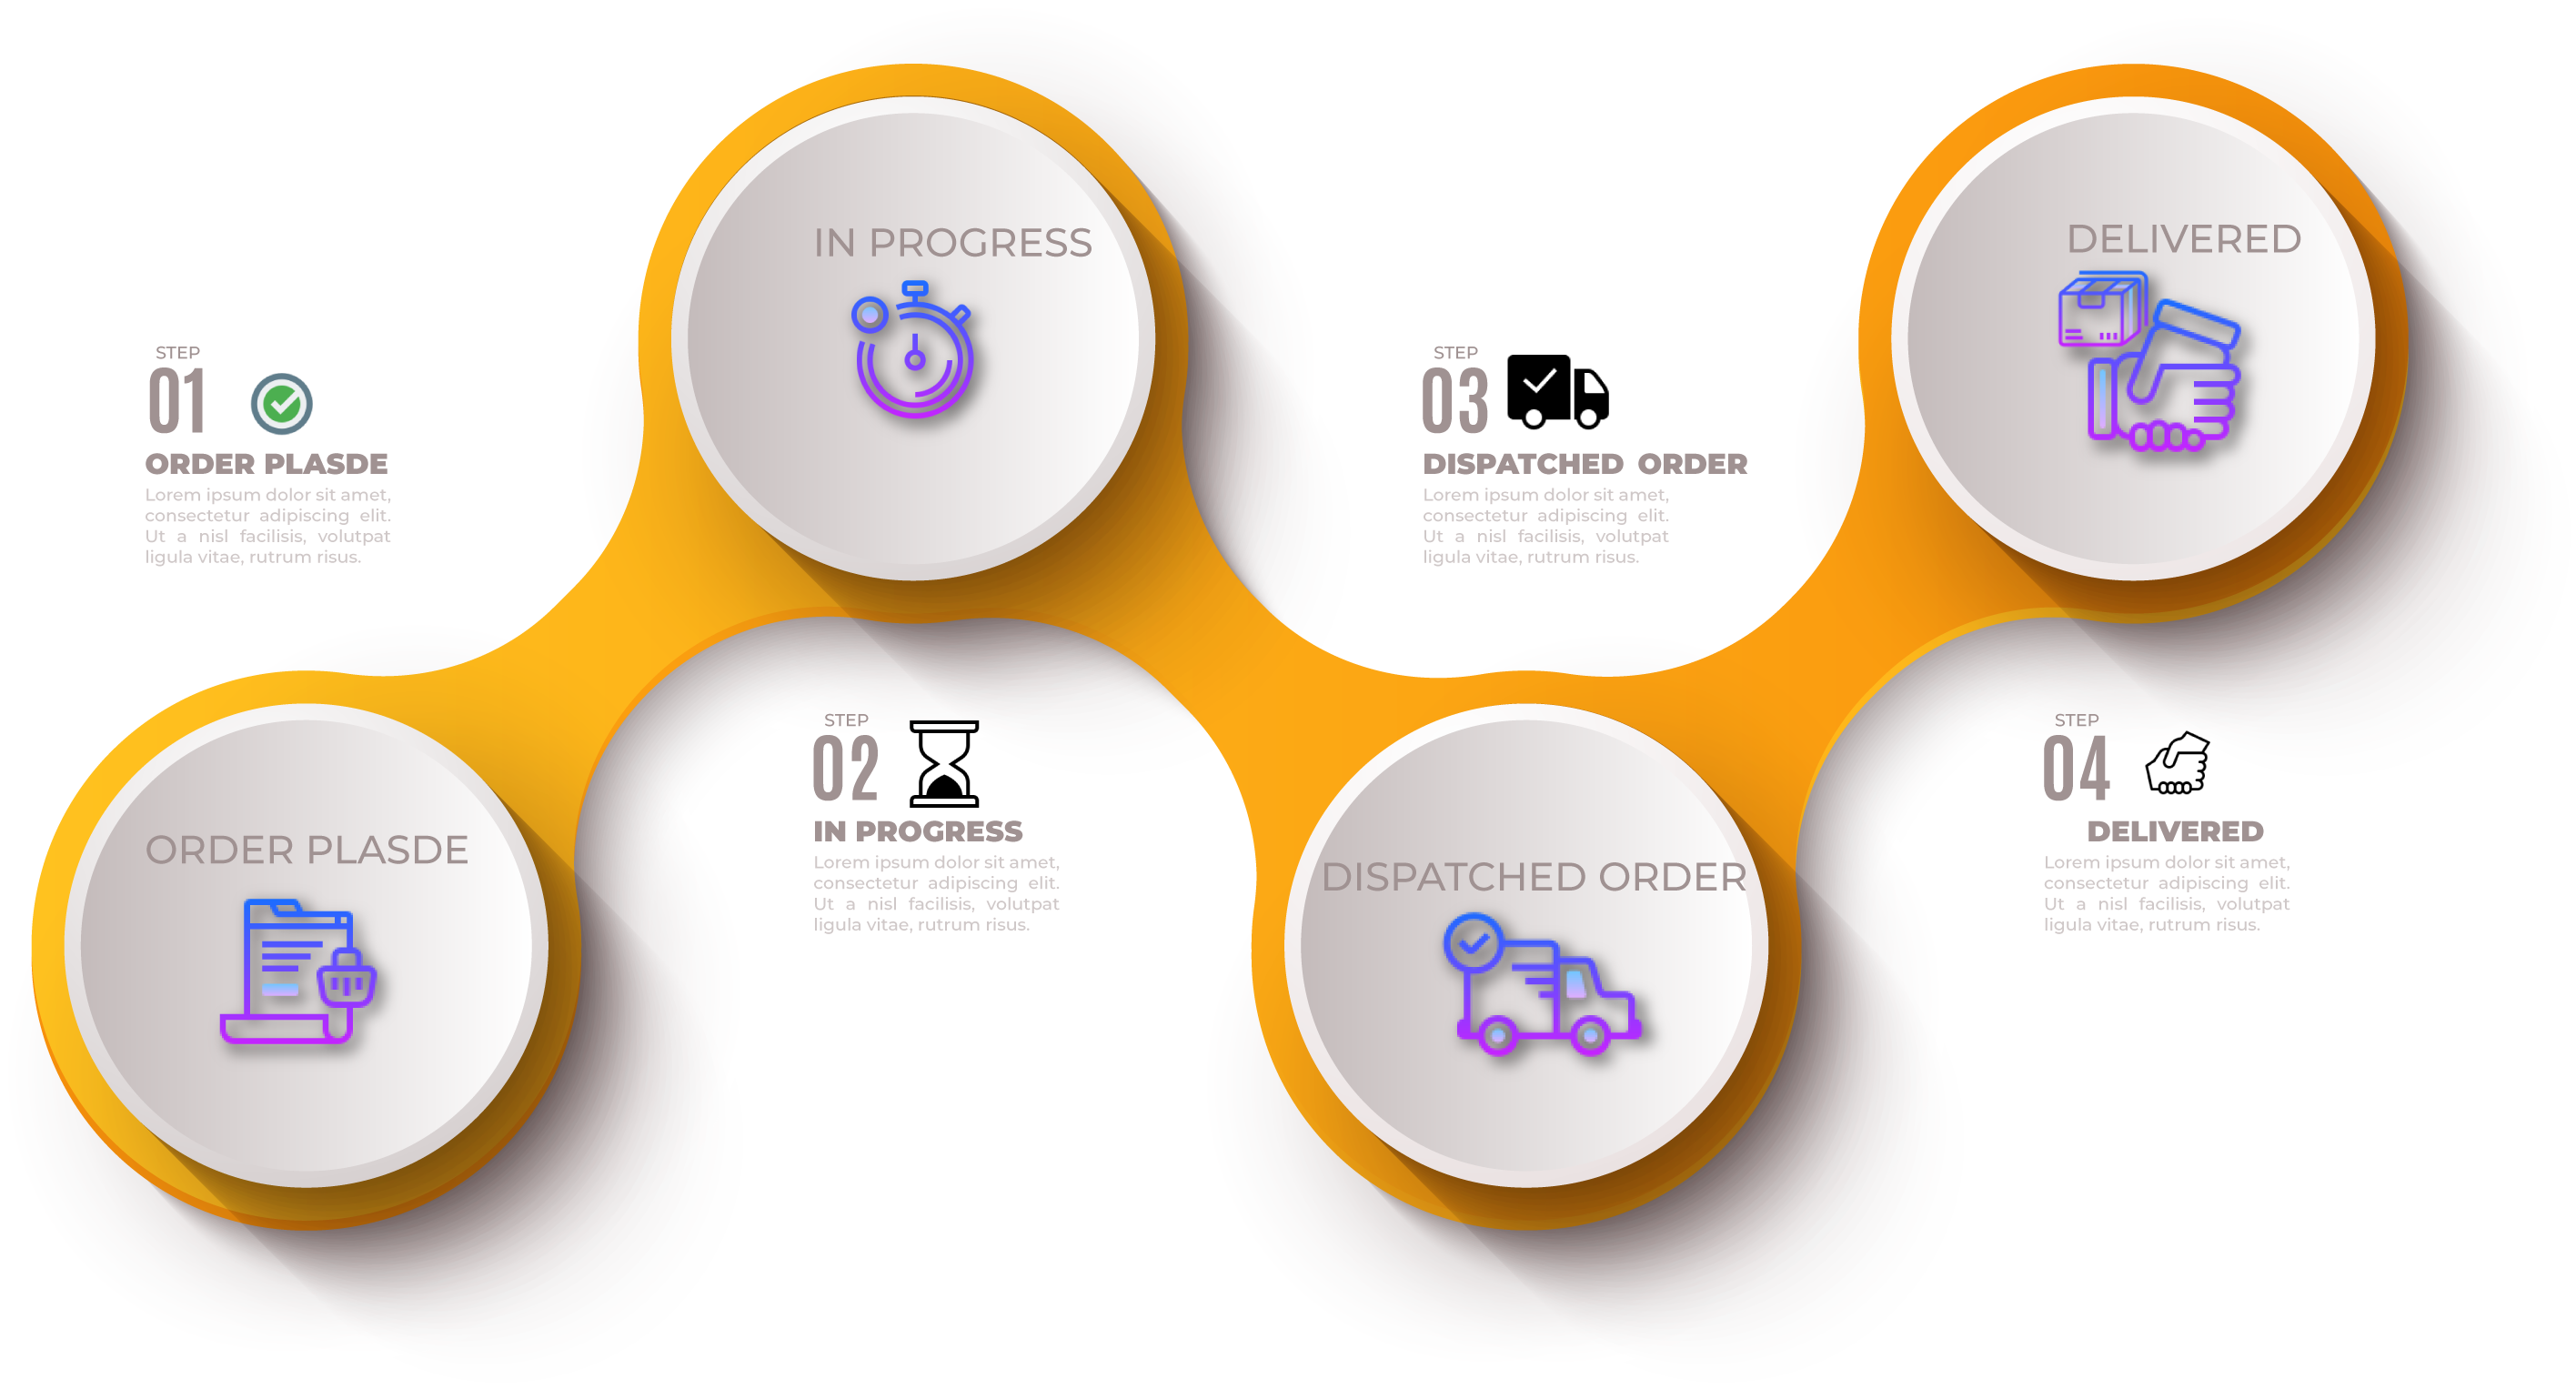 STEP
01
ORDER PLASDE
Lorem ipsum dolor sit amet,
consectetur adipiscing elit.
Ut a nisl facilisis, volutpat
ligula vitae, rutrum risus.
ORDER PLASDE
IN PROGRESS
STEP
02
IN PROGRESS
Lorem ipsum dolor sit amet,
consectetur adipiscing elit.
Ut a nisl facilisis, volutpat
ligula vitae, rutrum risus.
STEP
03
DISPATCHED ORDER
Lorem ipsum dolor sit amet,
consectetur adipiscing elit.
Ut a nisl facilisis, volutpat
ligula vitae, rutrum risus.
DISPATCHED ORDER
DELIVERED
STEP
04
DELIVERED
Lorem ipsum dolor sit amet,
consectetur adipiscing elit.
Ut a nisl facilisis, volutpat
ligula vitae, rutrum risus.